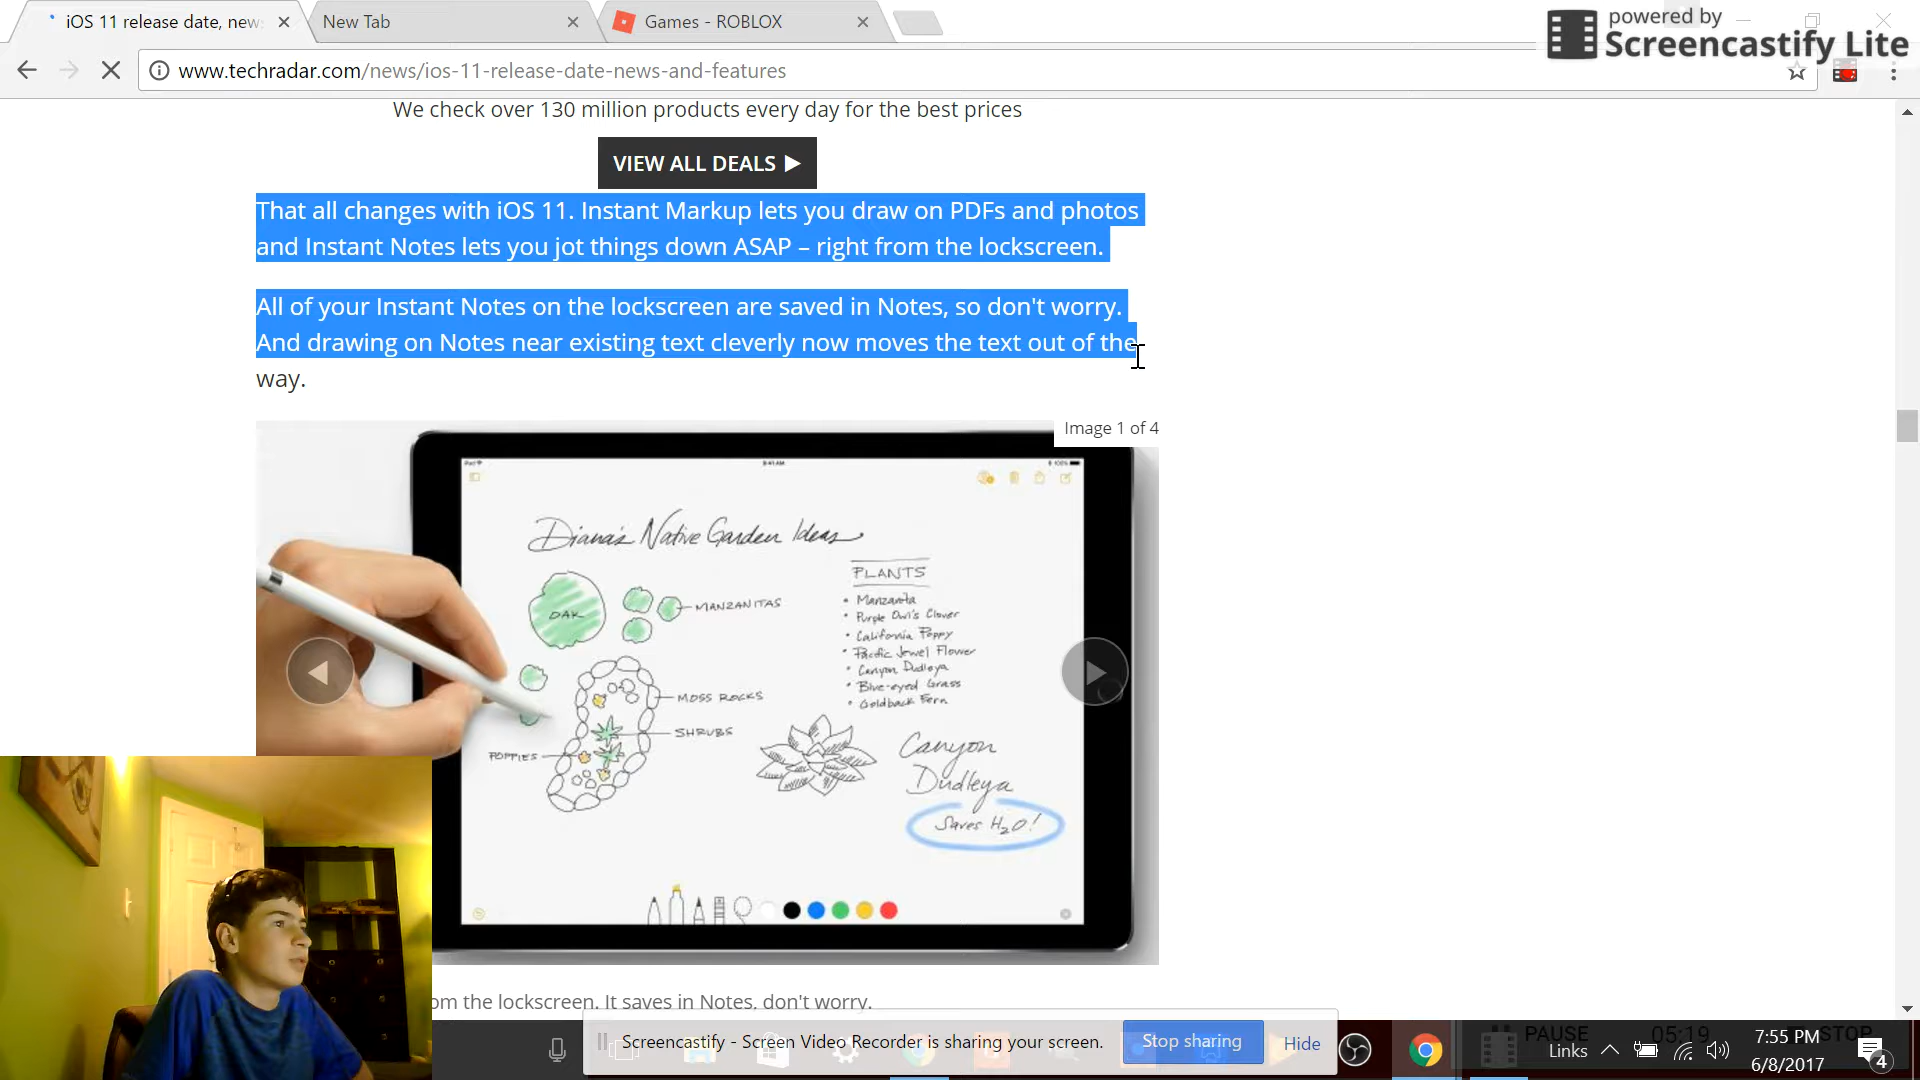 iOS 11 release date, new
New Tab
Games - ROBLOX
powered by
Screencastify Lite
www.techradar.com/news/ios-11-release-date-news-and-features
We check over 130 million products every day for the best prices
VIEW ALL DEALS ▶
That all changes with iOS 11. Instant Markup lets you draw on PDFs and photos
and Instant Notes lets you jot things down ASAP – right from the lockscreen.
All of your Instant Notes on the lockscreen are saved in Notes, so don't worry.
And drawing on Notes near existing text cleverly now moves the text out of the
way.
Image 1 of 4
9:41 AM
Diana's Native Garden Ideas
PLANTS
• Manzanita
• Purple Owl's Clover
• California Poppy
• Pacific Jewel Flower
• Canyon Dudleya
• Blue-eyed Grass
• Goldback Fern
OAK
MANZANITAS
MOSS ROCKS
SHRUBS
POPPIES
Canyon
Dudleya
Saves H2O!
om the lockscreen. It saves in Notes, don't worry.
Screencastify - Screen Video Recorder is sharing your screen.
Stop sharing
Hide
PAUSE
05:19
STOP
Links
7:55 PM
6/8/2017
4